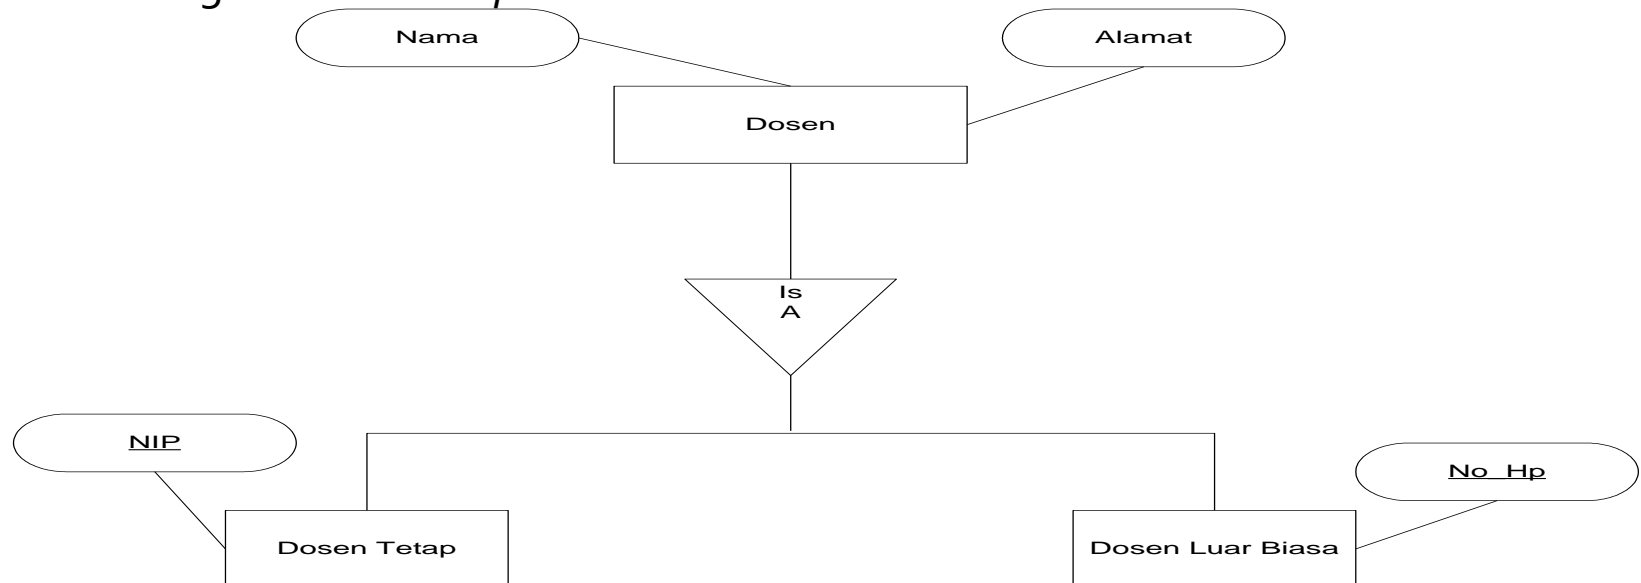 Nama
Alamat
Dosen
Is
A
NIP
No_Hp
Dosen Tetap
Dosen Luar Biasa